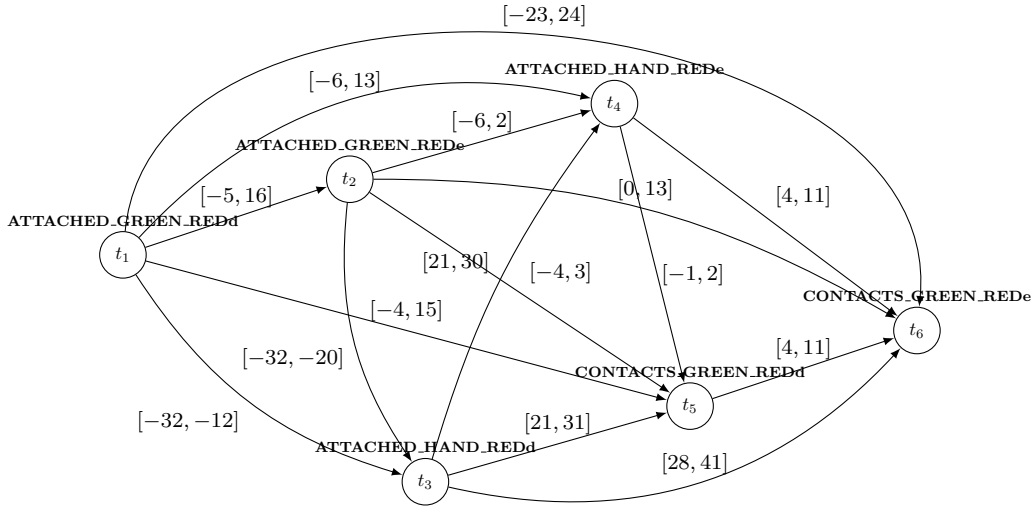 [−23, 24]
ATTACHED_HAND_REDe
[−6, 13]
t4
[−6, 2]
ATTACHED_GREEN_REDe
t2
[−5, 16]
[0, 13]
[4, 11]
ATTACHED_GREEN_REDd
t1
[21, 30]
[−4, 3]
[−1, 2]
CONTACTS_GREEN_REDe
[−4, 15]
t6
[4, 11]
[−32, −20]
CONTACTS_GREEN_REDd
t5
[−32, −12]
[21, 31]
ATTACHED_HAND_REDd
[28, 41]
t3